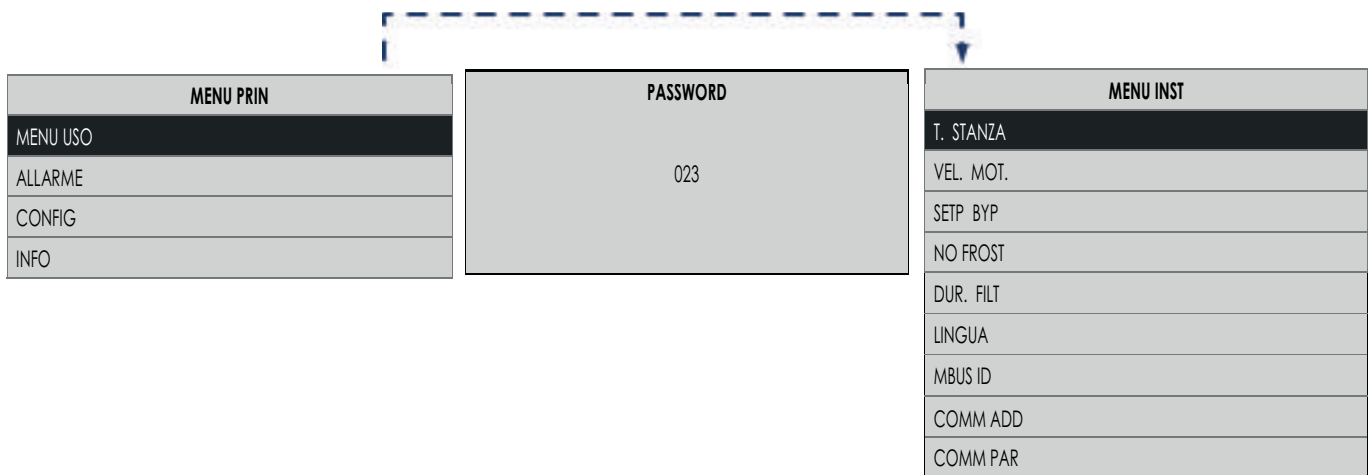 MENU PRIN
MENU USO
ALLARME
CONFIG
INFO
PASSWORD
023
MENU INST
T. STANZA
VEL. MOT.
SETP BYP
NO FROST
DUR. FILT
LINGUA
MBUS ID
COMM ADD
COMM PAR